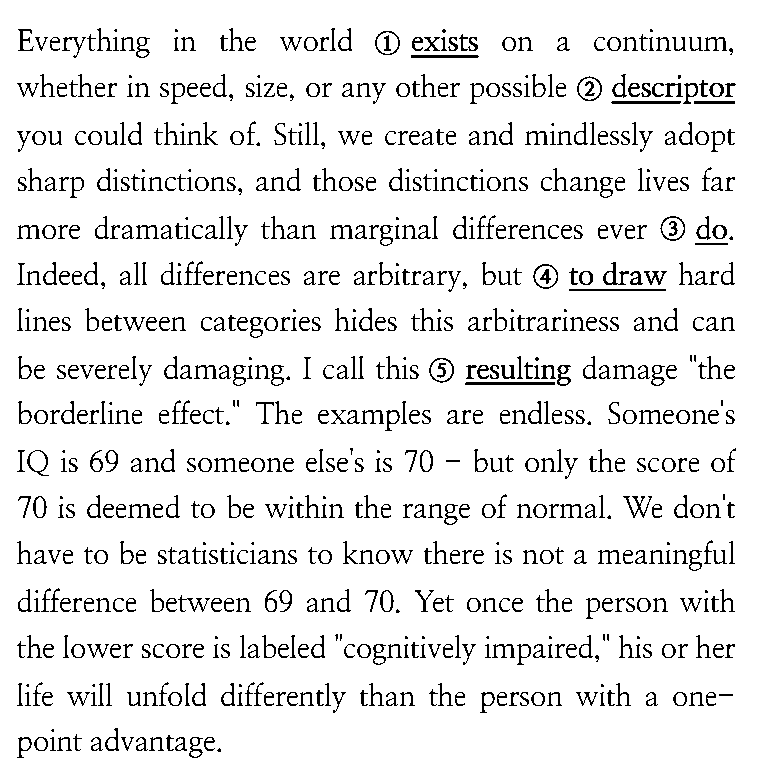 Everything in the world ① exists on a continuum,
whether in speed, size, or any other possible ② descriptor
you could think of. Still, we create and mindlessly adopt
sharp distinctions, and those distinctions change lives far
more dramatically than marginal differences ever ③ do.
Indeed, all differences are arbitrary, but ④ to draw hard
lines between categories hides this arbitrariness and can
be severely damaging. I call this ⑤ resulting damage "the
borderline effect." The examples are endless. Someone's
IQ is 69 and someone else's is 70 - but only the score of
70 is deemed to be within the range of normal. We don't
have to be statisticians to know there is not a meaningful
difference between 69 and 70. Yet once the person with
the lower score is labeled "cognitively impaired," his or her
life will unfold differently than the person with a one-
point advantage.